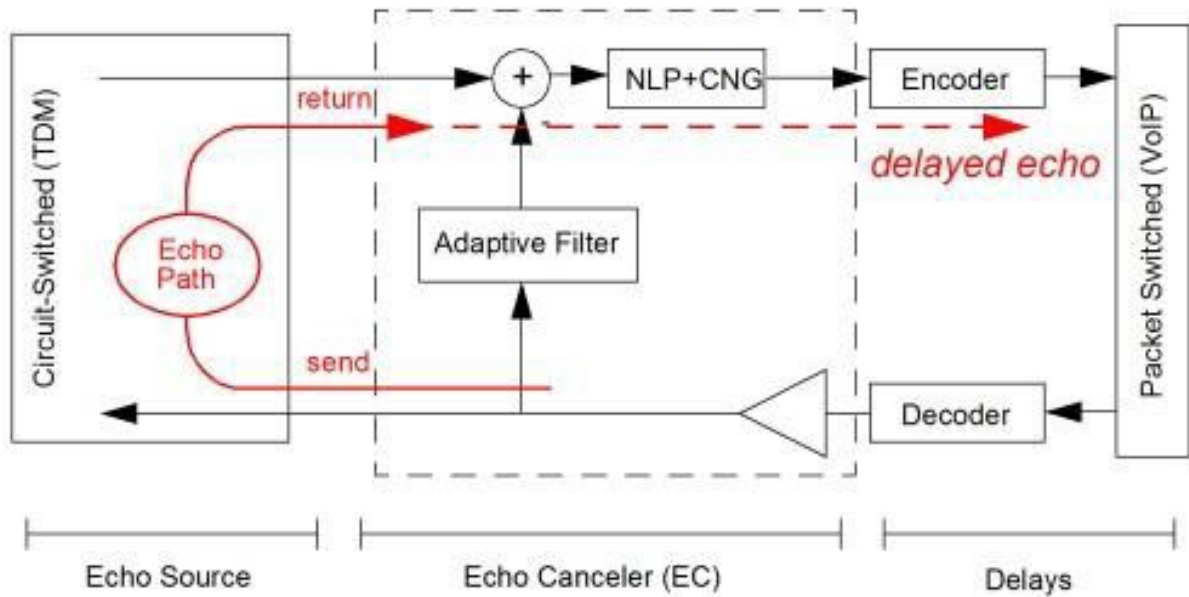 Circuit-Switched (TDM)
return
+
NLP+CNG
Encoder
delayed echo
Echo
Path
Adaptive Filter
send
Decoder
Packet Switched (VoIP)
Echo Source
Echo Canceler (EC)
Delays